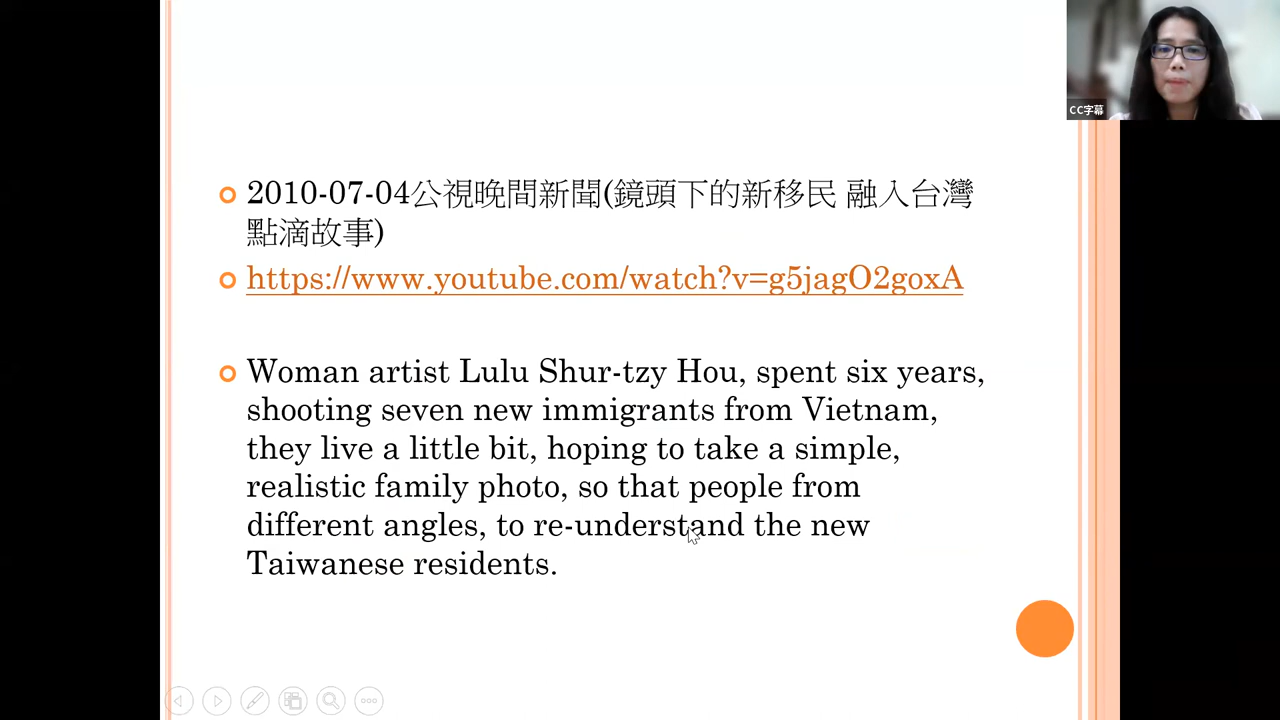 CC字幕
2010-07-04公視晚間新聞(鏡頭下的新移民 融入台灣
點滴故事)
https://www.youtube.com/watch?v=g5jagO2goxA
Woman artist Lulu Shur-tzy Hou, spent six years,
shooting seven new immigrants from Vietnam,
they live a little bit, hoping to take a simple,
realistic family photo, so that people from
different angles, to re-understand the new
Taiwanese residents.